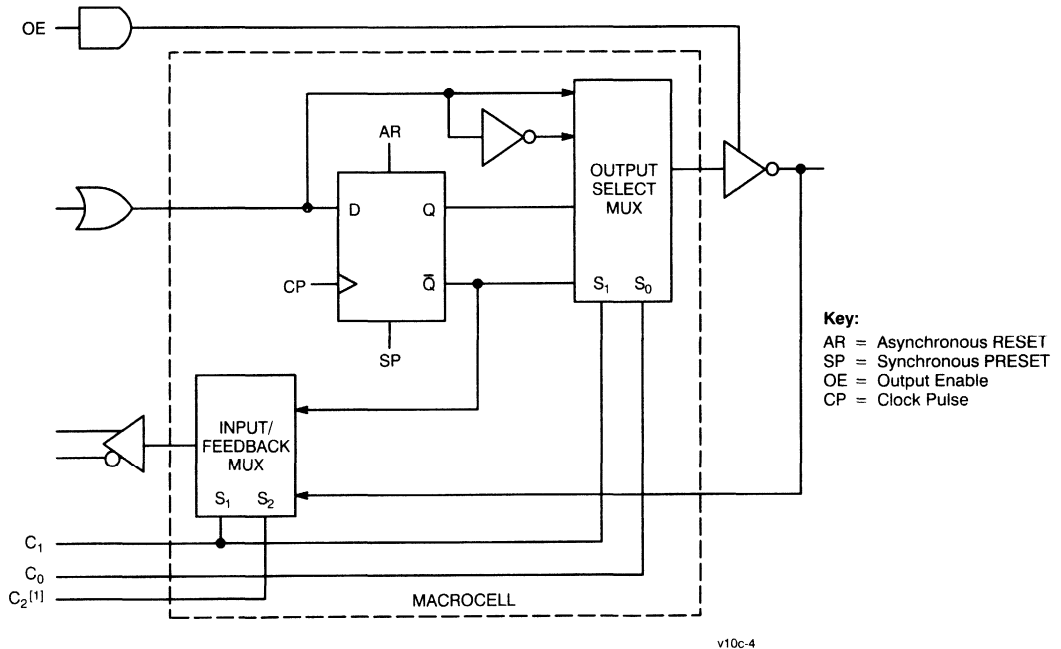 OE
AR
OUTPUT
SELECT
MUX
D
Q
CP
Q̅
S₁
S₀
SP
Key:
AR = Asynchronous RESET
SP = Synchronous PRESET
OE = Output Enable
CP = Clock Pulse
INPUT/
FEEDBACK
MUX
S₁
S₂
C₁
C₀
C₂[1]
MACROCELL
v10c-4